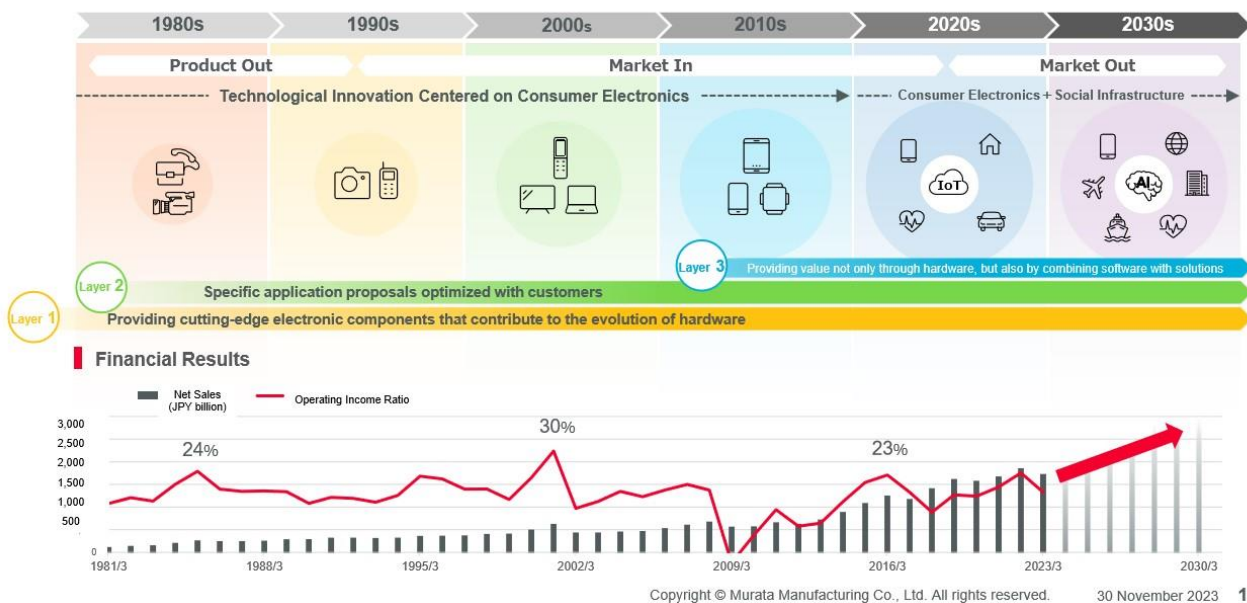 1980s 1990s 2000s 2010s 2020s 2030s
Product Out Market In Market Out
Technological Innovation Centered on Consumer Electronics Consumer Electronics + Social Infrastructure
IoT AI
Layer 3 Providing value not only through hardware, but also by combining software with solutions
Layer 2 Specific application proposals optimized with customers
Layer 1 Providing cutting-edge electronic components that contribute to the evolution of hardware
Financial Results
Net Sales
(JPY billion)
Operating Income Ratio
3,000
2,500
2,000
1,500
1,000
500
0
24% 30% 23%
1981/3 1988/3 1995/3 2002/3 2009/3 2016/3 2023/3 2030/3
Copyright © Murata Manufacturing Co., Ltd. All rights reserved. 30 November 2023 1